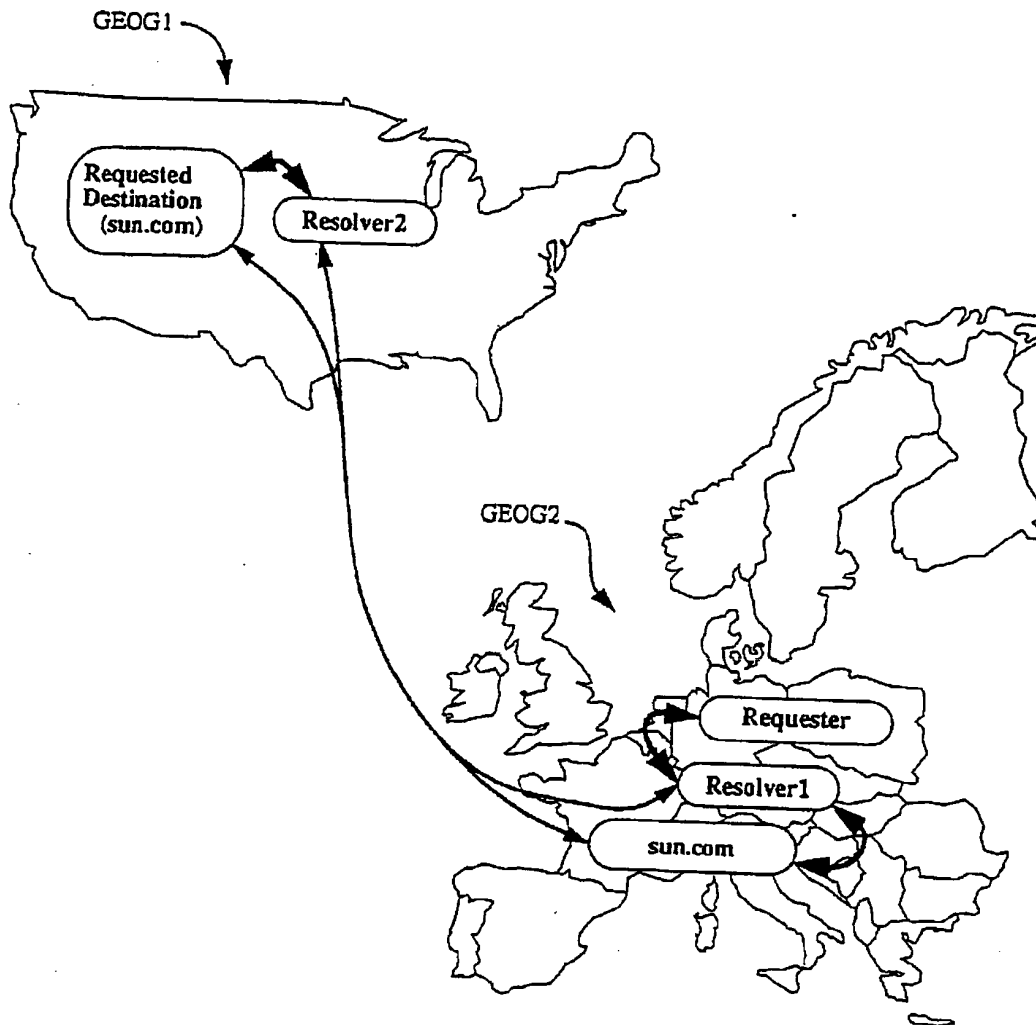 GEOG1
Requested
Destination
(sun.com)
Resolver2
GEOG2
Requester
Resolver1
sun.com